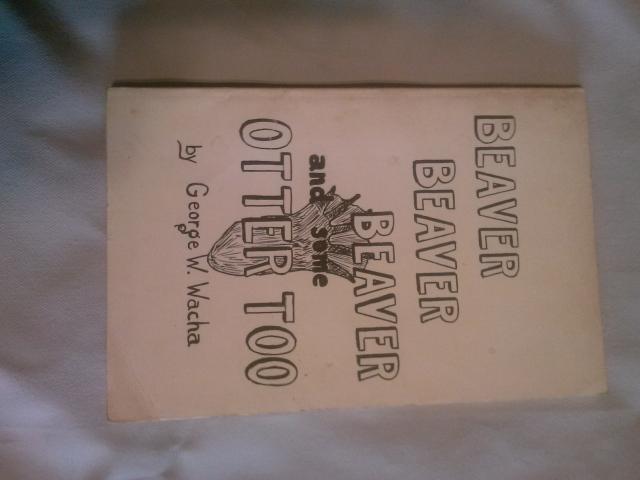 BEAVER
BEAVER
BEAVER
and some
OTTER TOO
by George W. Wacha